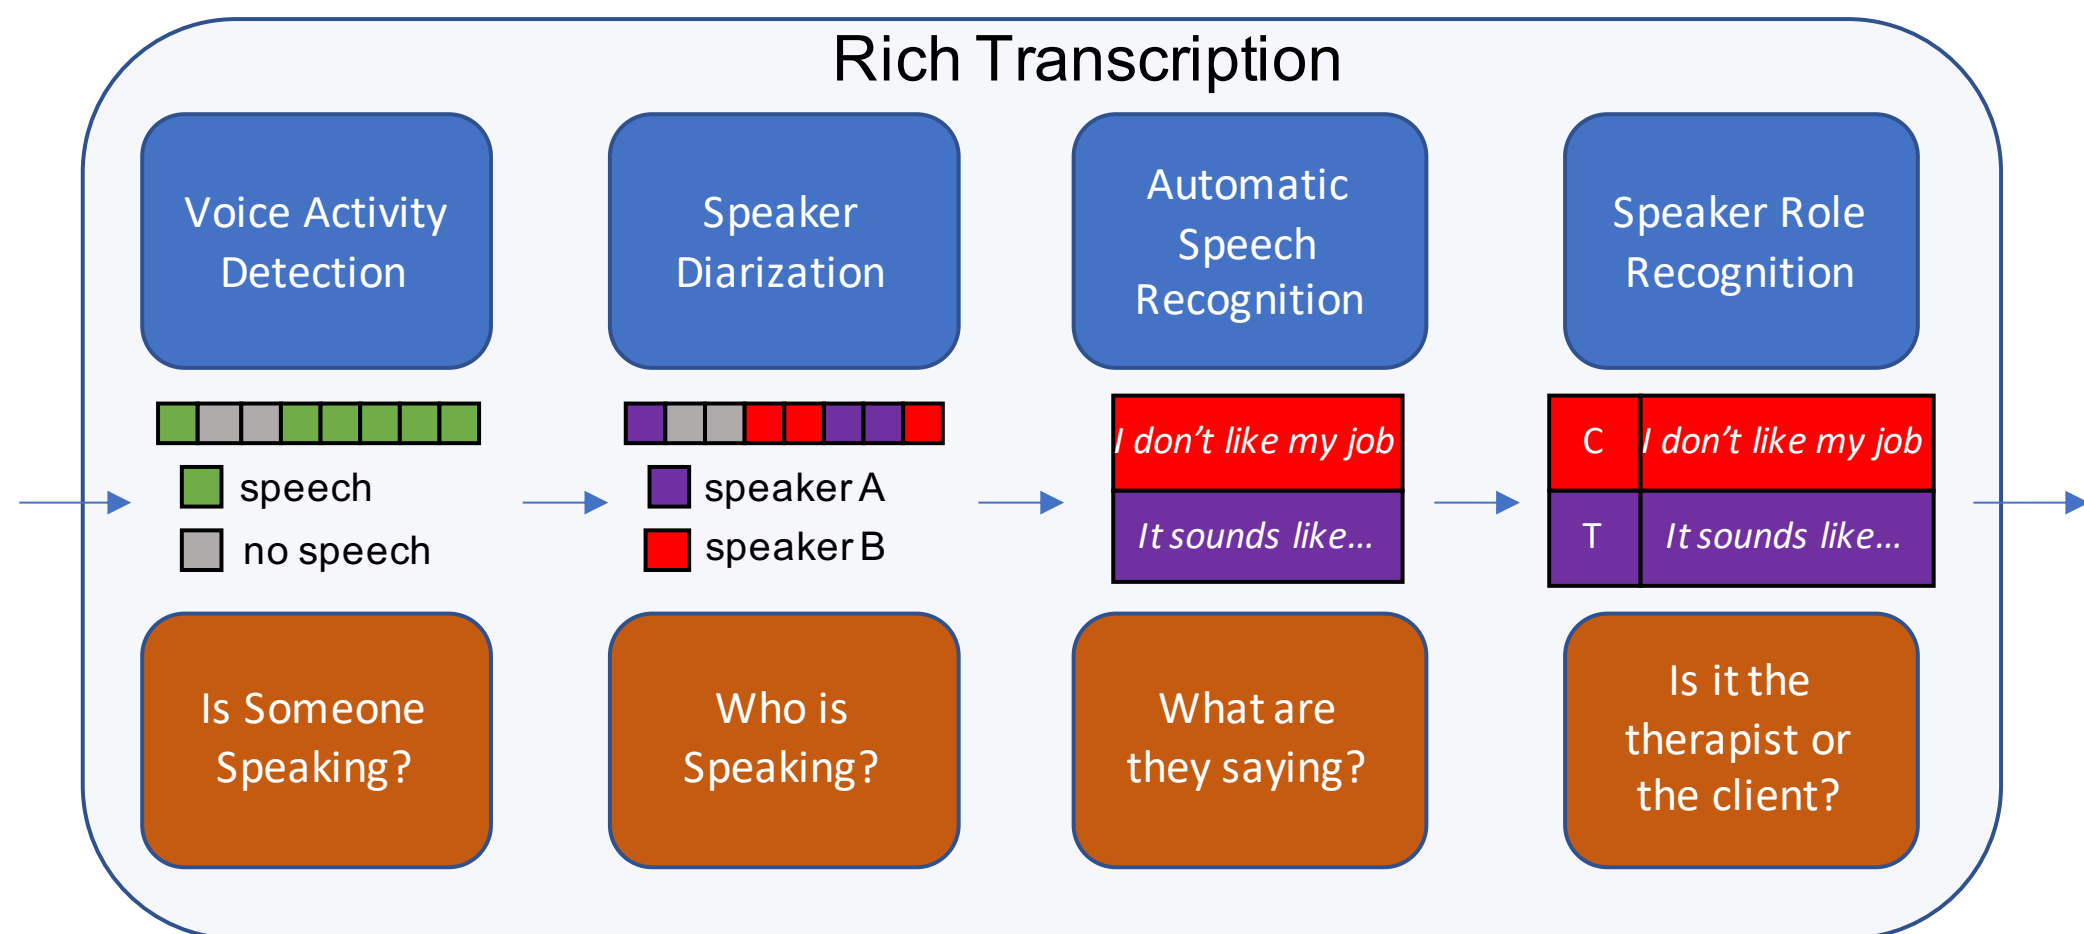 Rich Transcription
Voice Activity
Detection
Speaker
Diarization
Automatic
Speech
Recognition
Speaker Role
Recognition
speech
no speech
speaker A
speaker B
I don’t like my job
It sounds like...
C
I don’t like my job
T
It sounds like...
Is Someone
Speaking?
Who is
Speaking?
What are
they saying?
Is it the
therapist or
the client?